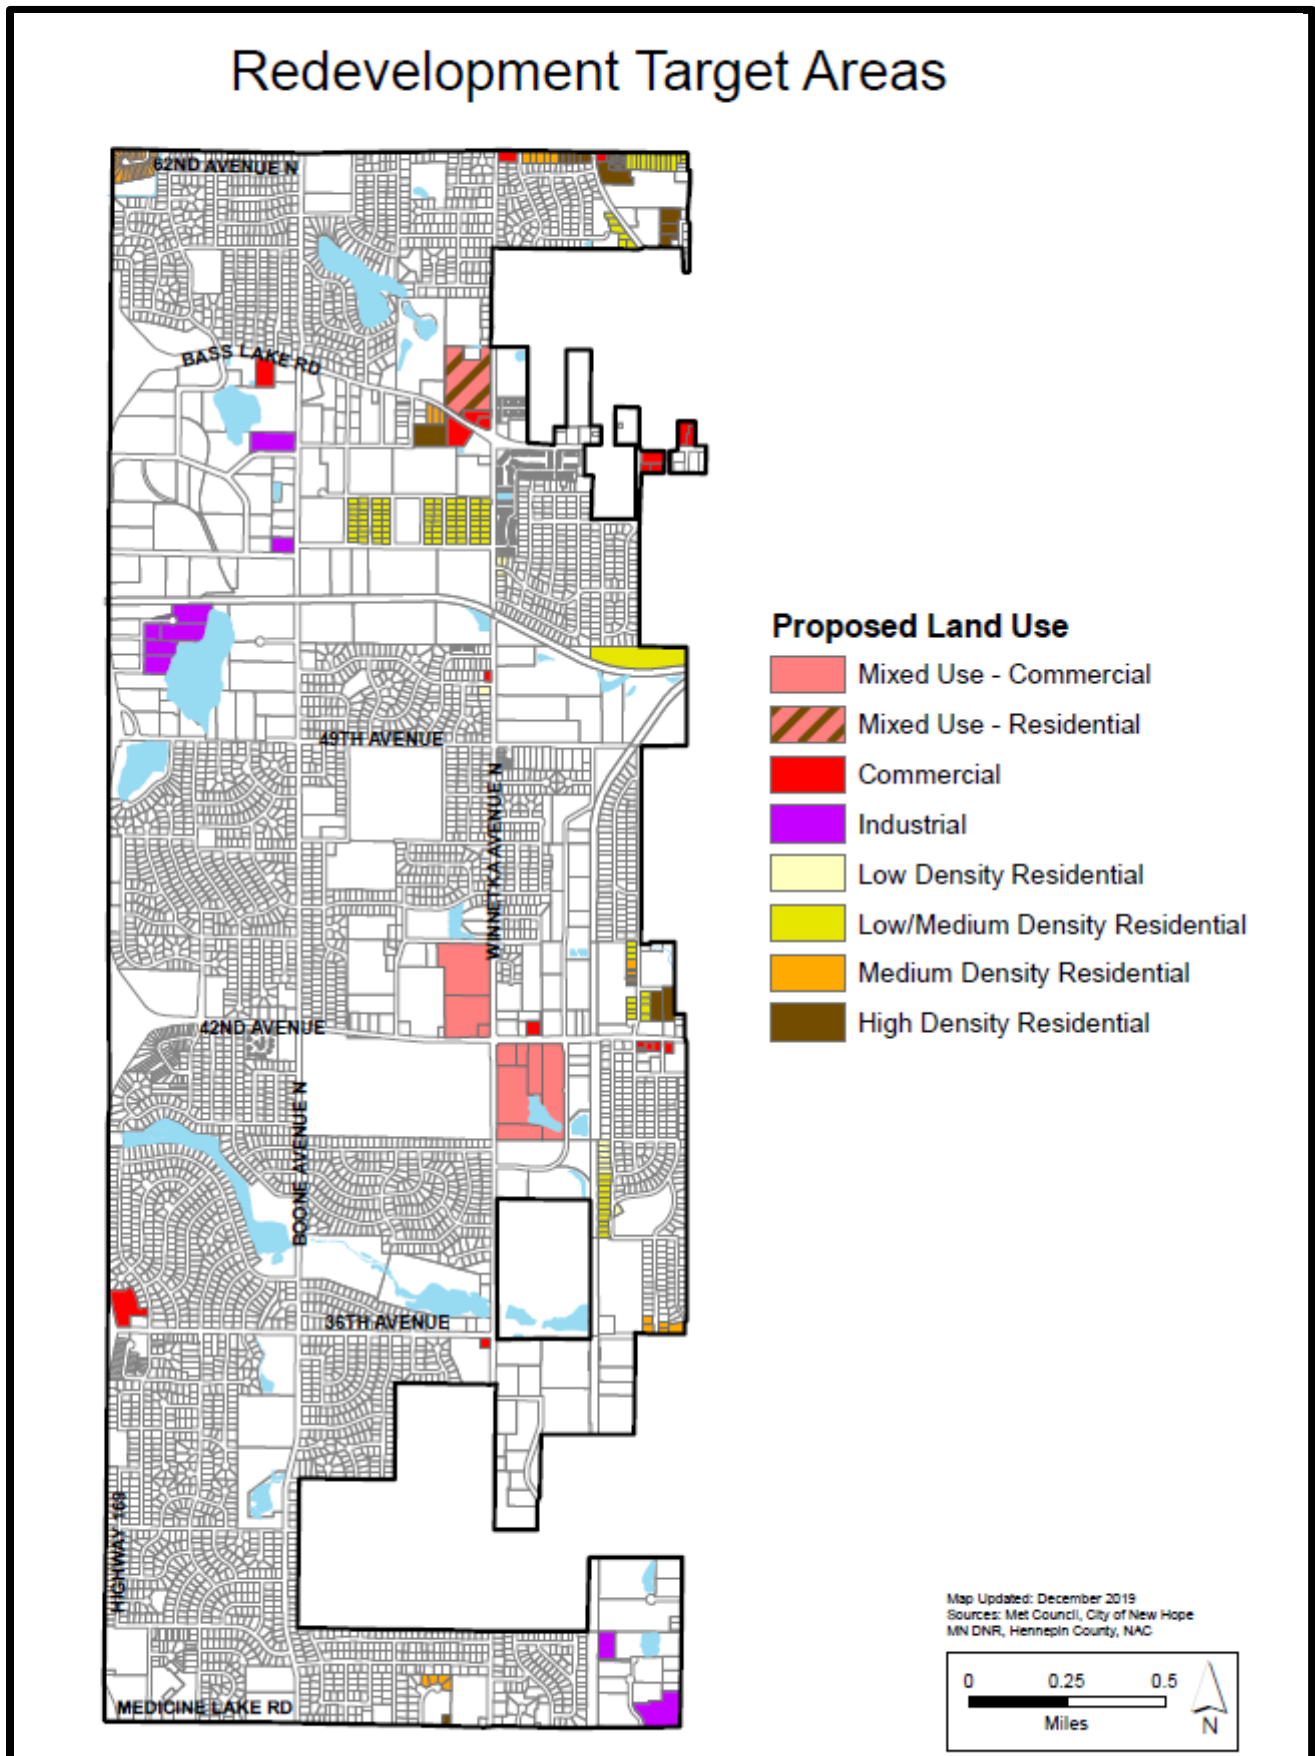 Redevelopment Target Areas
62ND AVENUE N
BASS LAKE RD
49TH AVENUE
WINNETKA AVENUE N
42ND AVENUE
BOONE AVENUE N
36TH AVENUE
HIGHWAY 169
MEDICINE LAKE RD
Proposed Land Use
Mixed Use - Commercial
Mixed Use - Residential
Commercial
Industrial
Low Density Residential
Low/Medium Density Residential
Medium Density Residential
High Density Residential
Map Updated: December 2019
Sources: Met Council, City of New Hope
MN DNR, Hennepin County, NAC
0 0.25 0.5
Miles
N